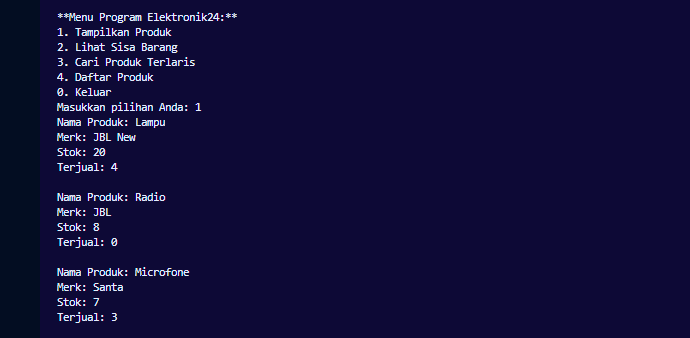 **Menu Program Elektronik24:**
1. Tampilkan Produk
2. Lihat Sisa Barang
3. Cari Produk Terlaris
4. Daftar Produk
0. Keluar
Masukkan pilihan Anda: 1
Nama Produk: Lampu
Merk: JBL New
Stok: 20
Terjual: 4
Nama Produk: Radio
Merk: JBL
Stok: 8
Terjual: 0
Nama Produk: Microfone
Merk: Santa
Stok: 7
Terjual: 3